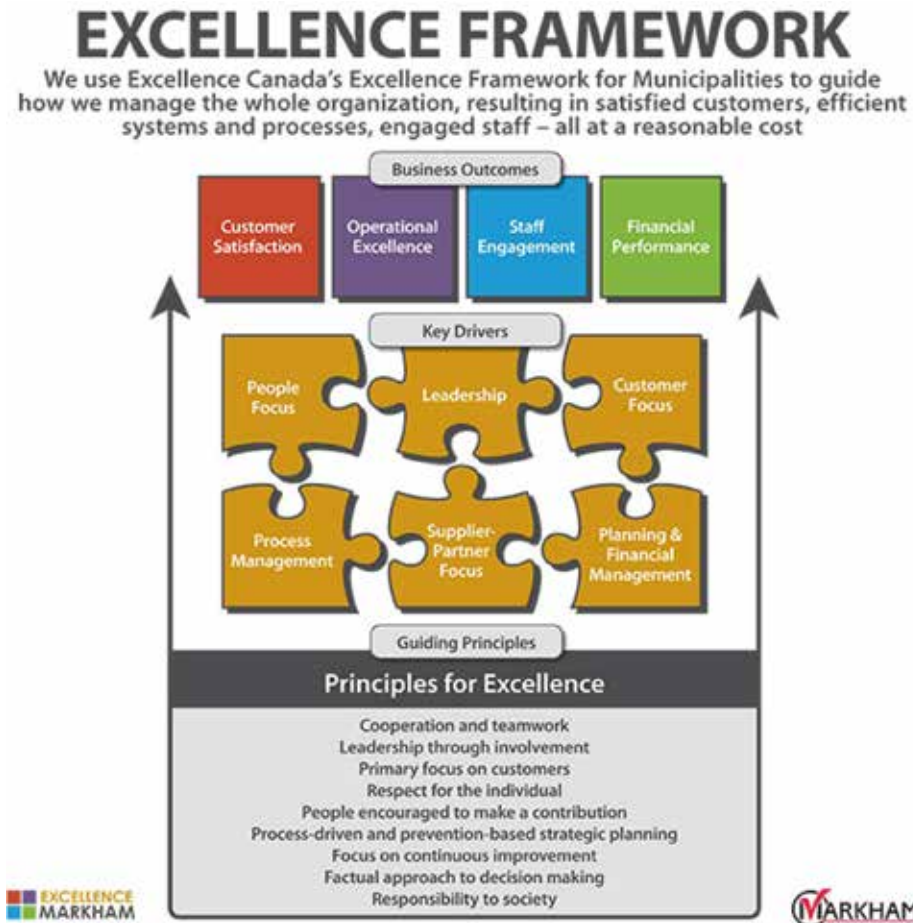 EXCELLENCE FRAMEWORK
We use Excellence Canada's Excellence Framework for Municipalities to guide
how we manage the whole organization, resulting in satisfied customers, efficient
systems and processes, engaged staff – all at a reasonable cost
Business Outcomes
Customer
Satisfaction
Operational
Excellence
Staff
Engagement
Financial
Performance
Key Drivers
People
Focus
Leadership
Customer
Focus
Process
Management
Supplier-
Partner
Focus
Planning &
Financial
Management
Guiding Principles
Principles for Excellence
Cooperation and teamwork
Leadership through involvement
Primary focus on customers
Respect for the individual
People encouraged to make a contribution
Process-driven and prevention-based strategic planning
Focus on continuous improvement
Factual approach to decision making
Responsibility to society
EXCELLENCE
MARKHAM
MARKHAM